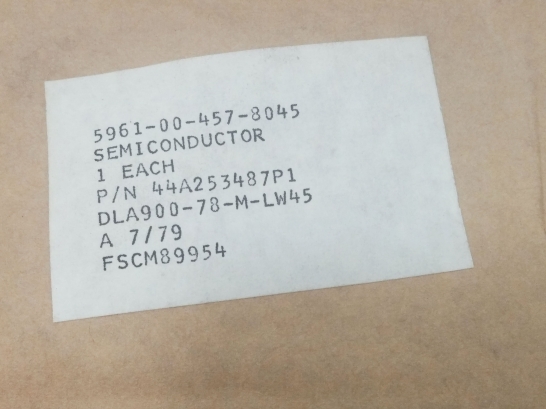 5961-00-457-8045
SEMICONDUCTOR
1 EACH
P/N 44A253487P1
DLA900-78-M-LW45
A 7/79
FSCM89954